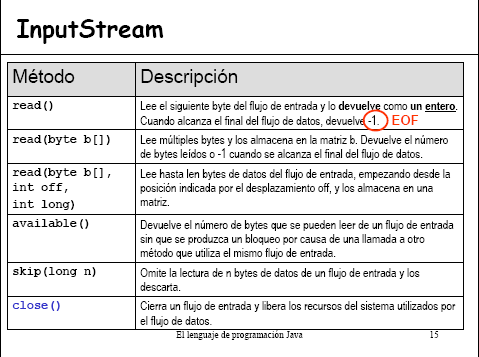 InputStream
Método Descripción
read() Lee el siguiente byte del flujo de entrada y lo devuelve como un entero.
Cuando alcanza el final del flujo de datos, devuelve -1. EOF
read(byte b[]) Lee múltiples bytes y los almacena en la matriz b. Devuelve el número
de bytes leídos o -1 cuando se alcanza el final del flujo de datos.
read(byte b[], Lee hasta len bytes de datos del flujo de entrada, empezando desde la
int off, posición indicada por el desplazamiento off, y los almacena en una
int long) matriz.
available() Devuelve el número de bytes que se pueden leer de un flujo de entrada
sin que se produzca un bloqueo por causa de una llamada a otro
método que utiliza el mismo flujo de entrada.
skip(long n) Omite la lectura de n bytes de datos de un flujo de entrada y los
descarta.
close() Cierra un flujo de entrada y libera los recursos del sistema utilizados por
el flujo de datos.
El lenguaje de programación Java 15